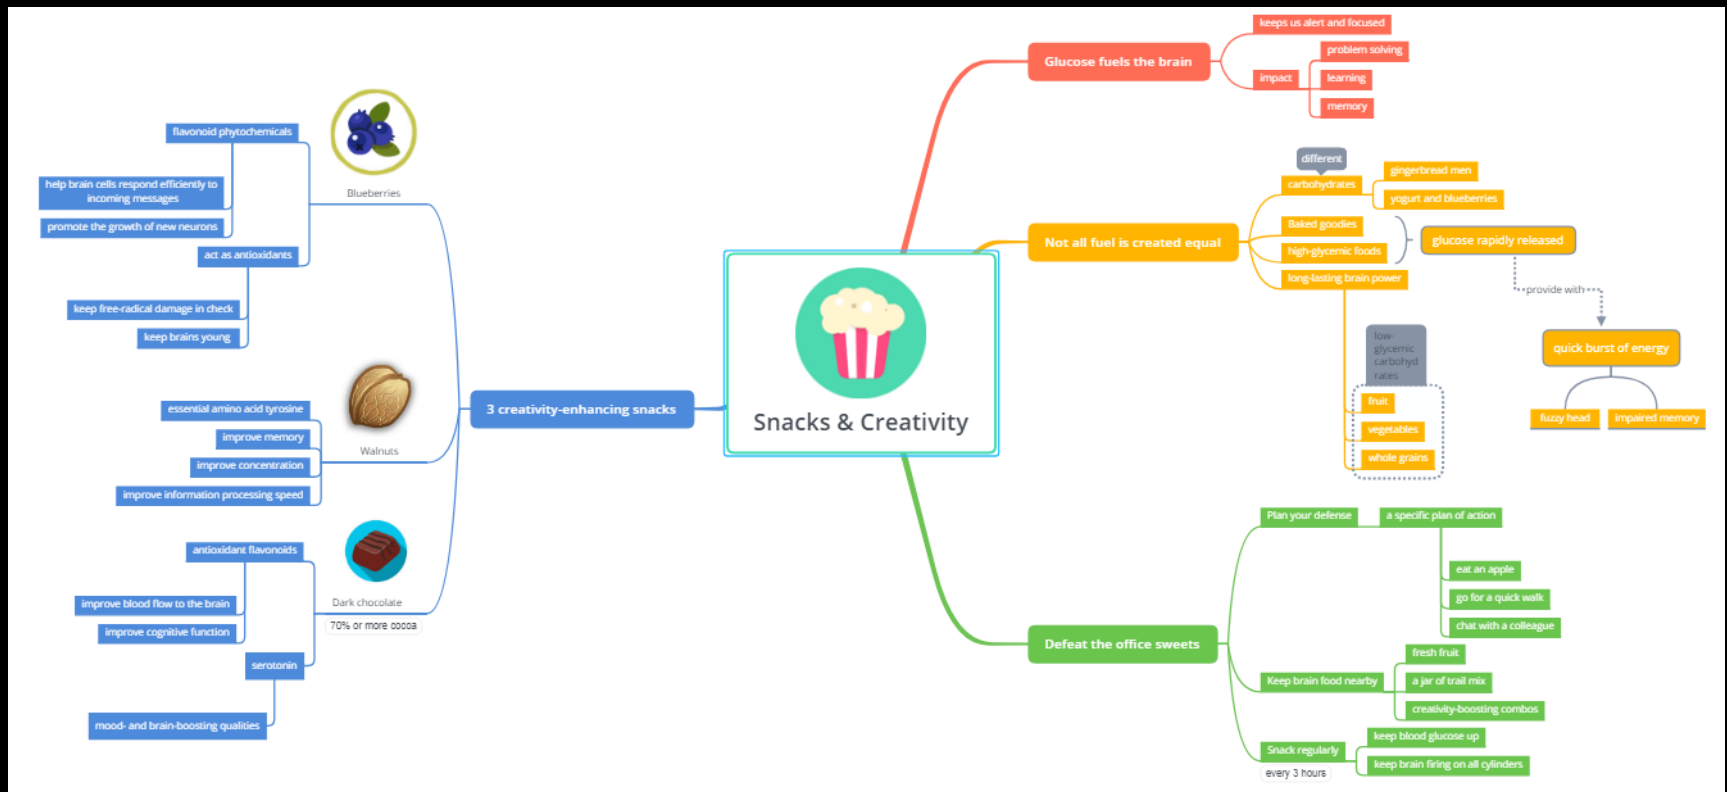 Snacks & Creativity
Glucose fuels the brain
keeps us alert and focused
impact
problem solving
learning
memory
Not all fuel is created equal
different
carbohydrates
gingerbread men
yogurt and blueberries
Baked goodies
high-glycemic foods
glucose rapidly released
provide with
quick burst of energy
fuzzy head
impaired memory
long-lasting brain power
low-
glycemic
carbohyd
rates
fruit
vegetables
whole grains
Defeat the office sweets
Plan your defense
a specific plan of action
eat an apple
go for a quick walk
chat with a colleague
Keep brain food nearby
fresh fruit
a jar of trail mix
creativity-boosting combos
Snack regularly
every 3 hours
keep blood glucose up
keep brain firing on all cylinders
3 creativity-enhancing snacks
Blueberries
flavonoid phytochemicals
help brain cells respond efficiently to
incoming messages
promote the growth of new neurons
act as antioxidants
keep free-radical damage in check
keep brains young
Walnuts
essential amino acid tyrosine
improve memory
improve concentration
improve information processing speed
Dark chocolate
70% or more cocoa
antioxidant flavonoids
improve blood flow to the brain
improve cognitive function
serotonin
mood- and brain-boosting qualities